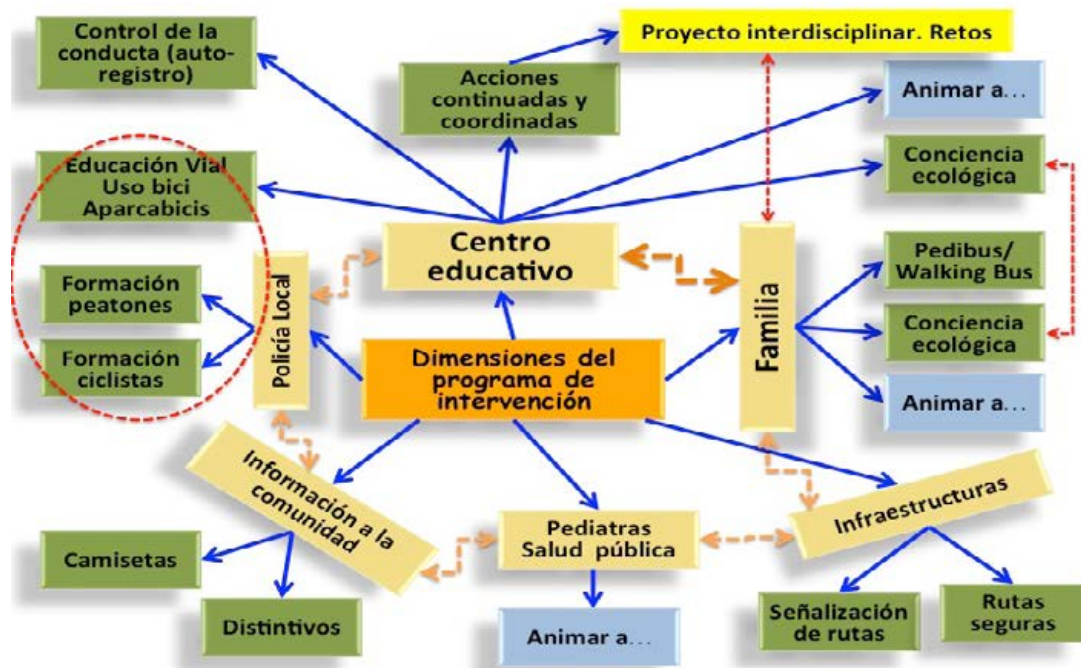 Control de la
conducta (auto-
registro)
Proyecto interdisciplinar. Retos
Acciones
continuadas y
coordinadas
Animar a...
Educación Vial
Uso bici
Aparcabicis
Conciencia
ecológica
Centro
educativo
Familia
Pedibus/
Walking Bus
Formación
peatones
Policía Local
Conciencia
ecológica
Formación
ciclistas
Dimensiones del
programa de
intervención
Animar a...
Información a la
comunidad
Pediatras
Salud pública
Infraestructuras
Camisetas
Distintivos
Animar a...
Señalización
de rutas
Rutas
seguras